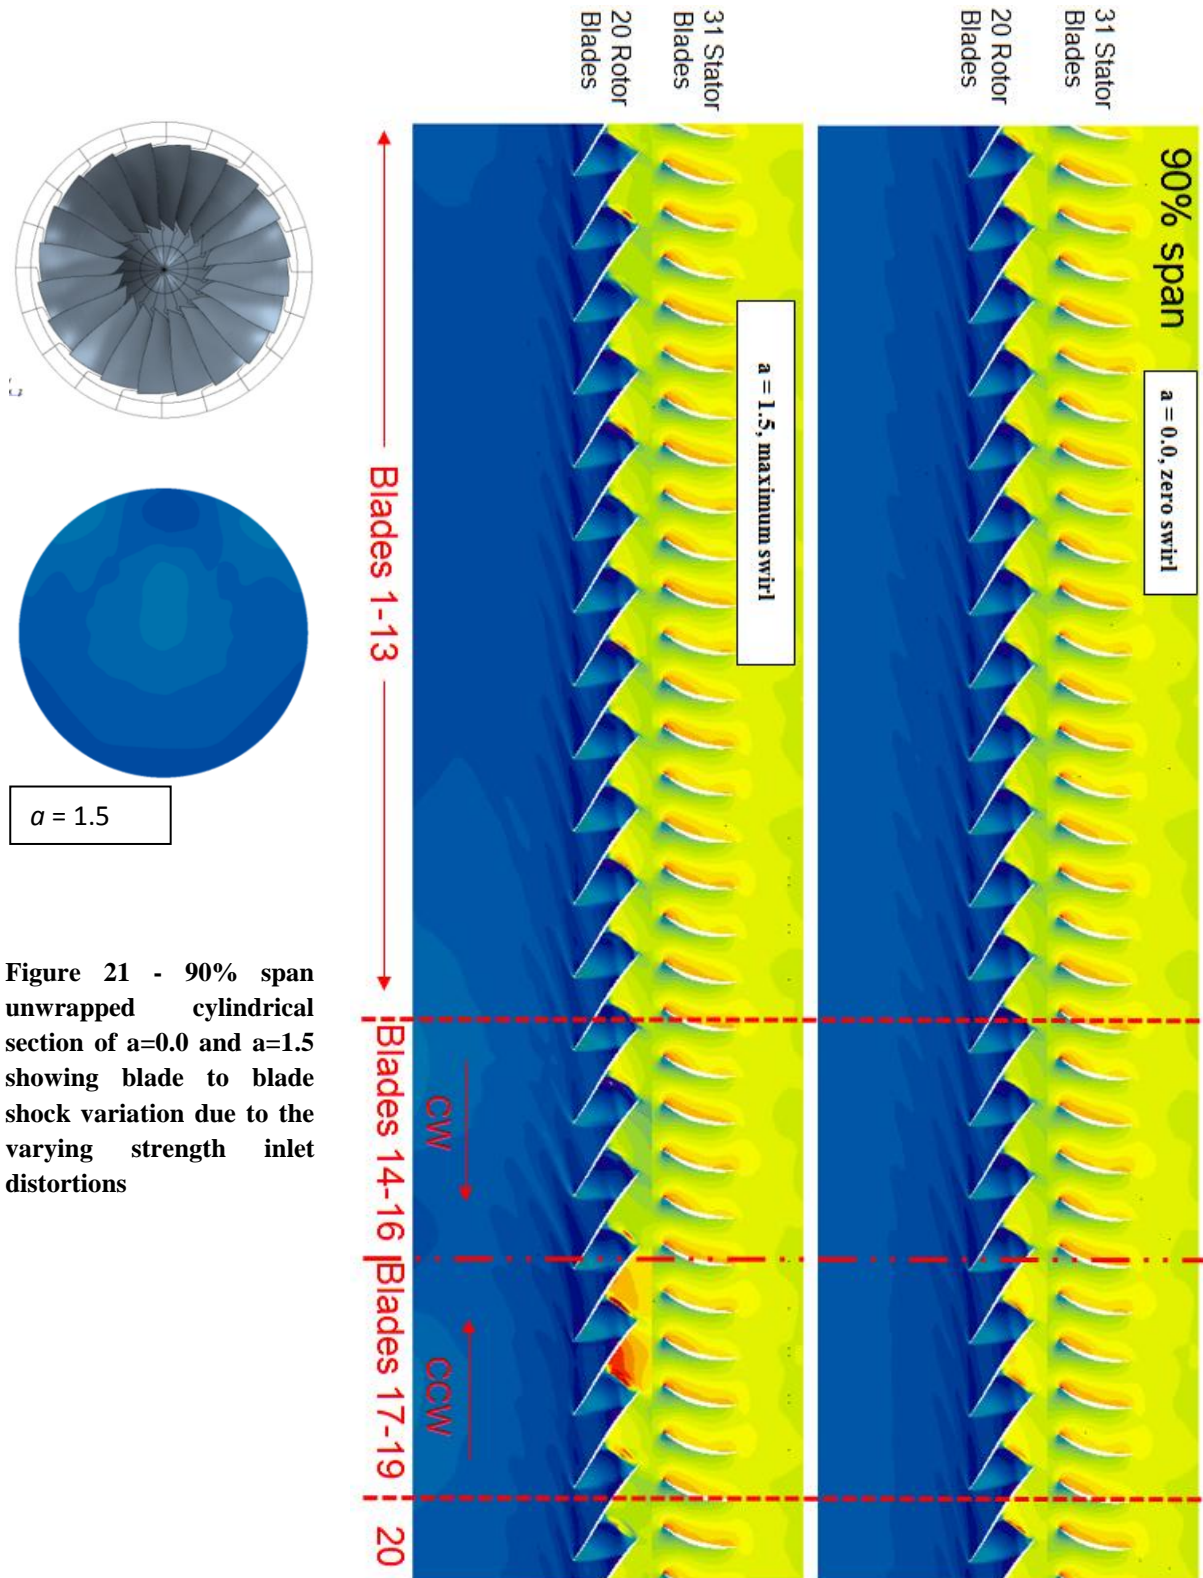 31 Stator
Blades
20 Rotor
Blades
90% span
a = 0.0, zero swirl
31 Stator
Blades
20 Rotor
Blades
a = 1.5, maximum swirl
Blades 1-13
Blades 14-16
Blades 17-19
20
CW
CCW
a = 1.5
Figure 21 - 90% span
unwrapped cylindrical
section of a=0.0 and a=1.5
showing blade to blade
shock variation due to the
varying strength inlet
distortions